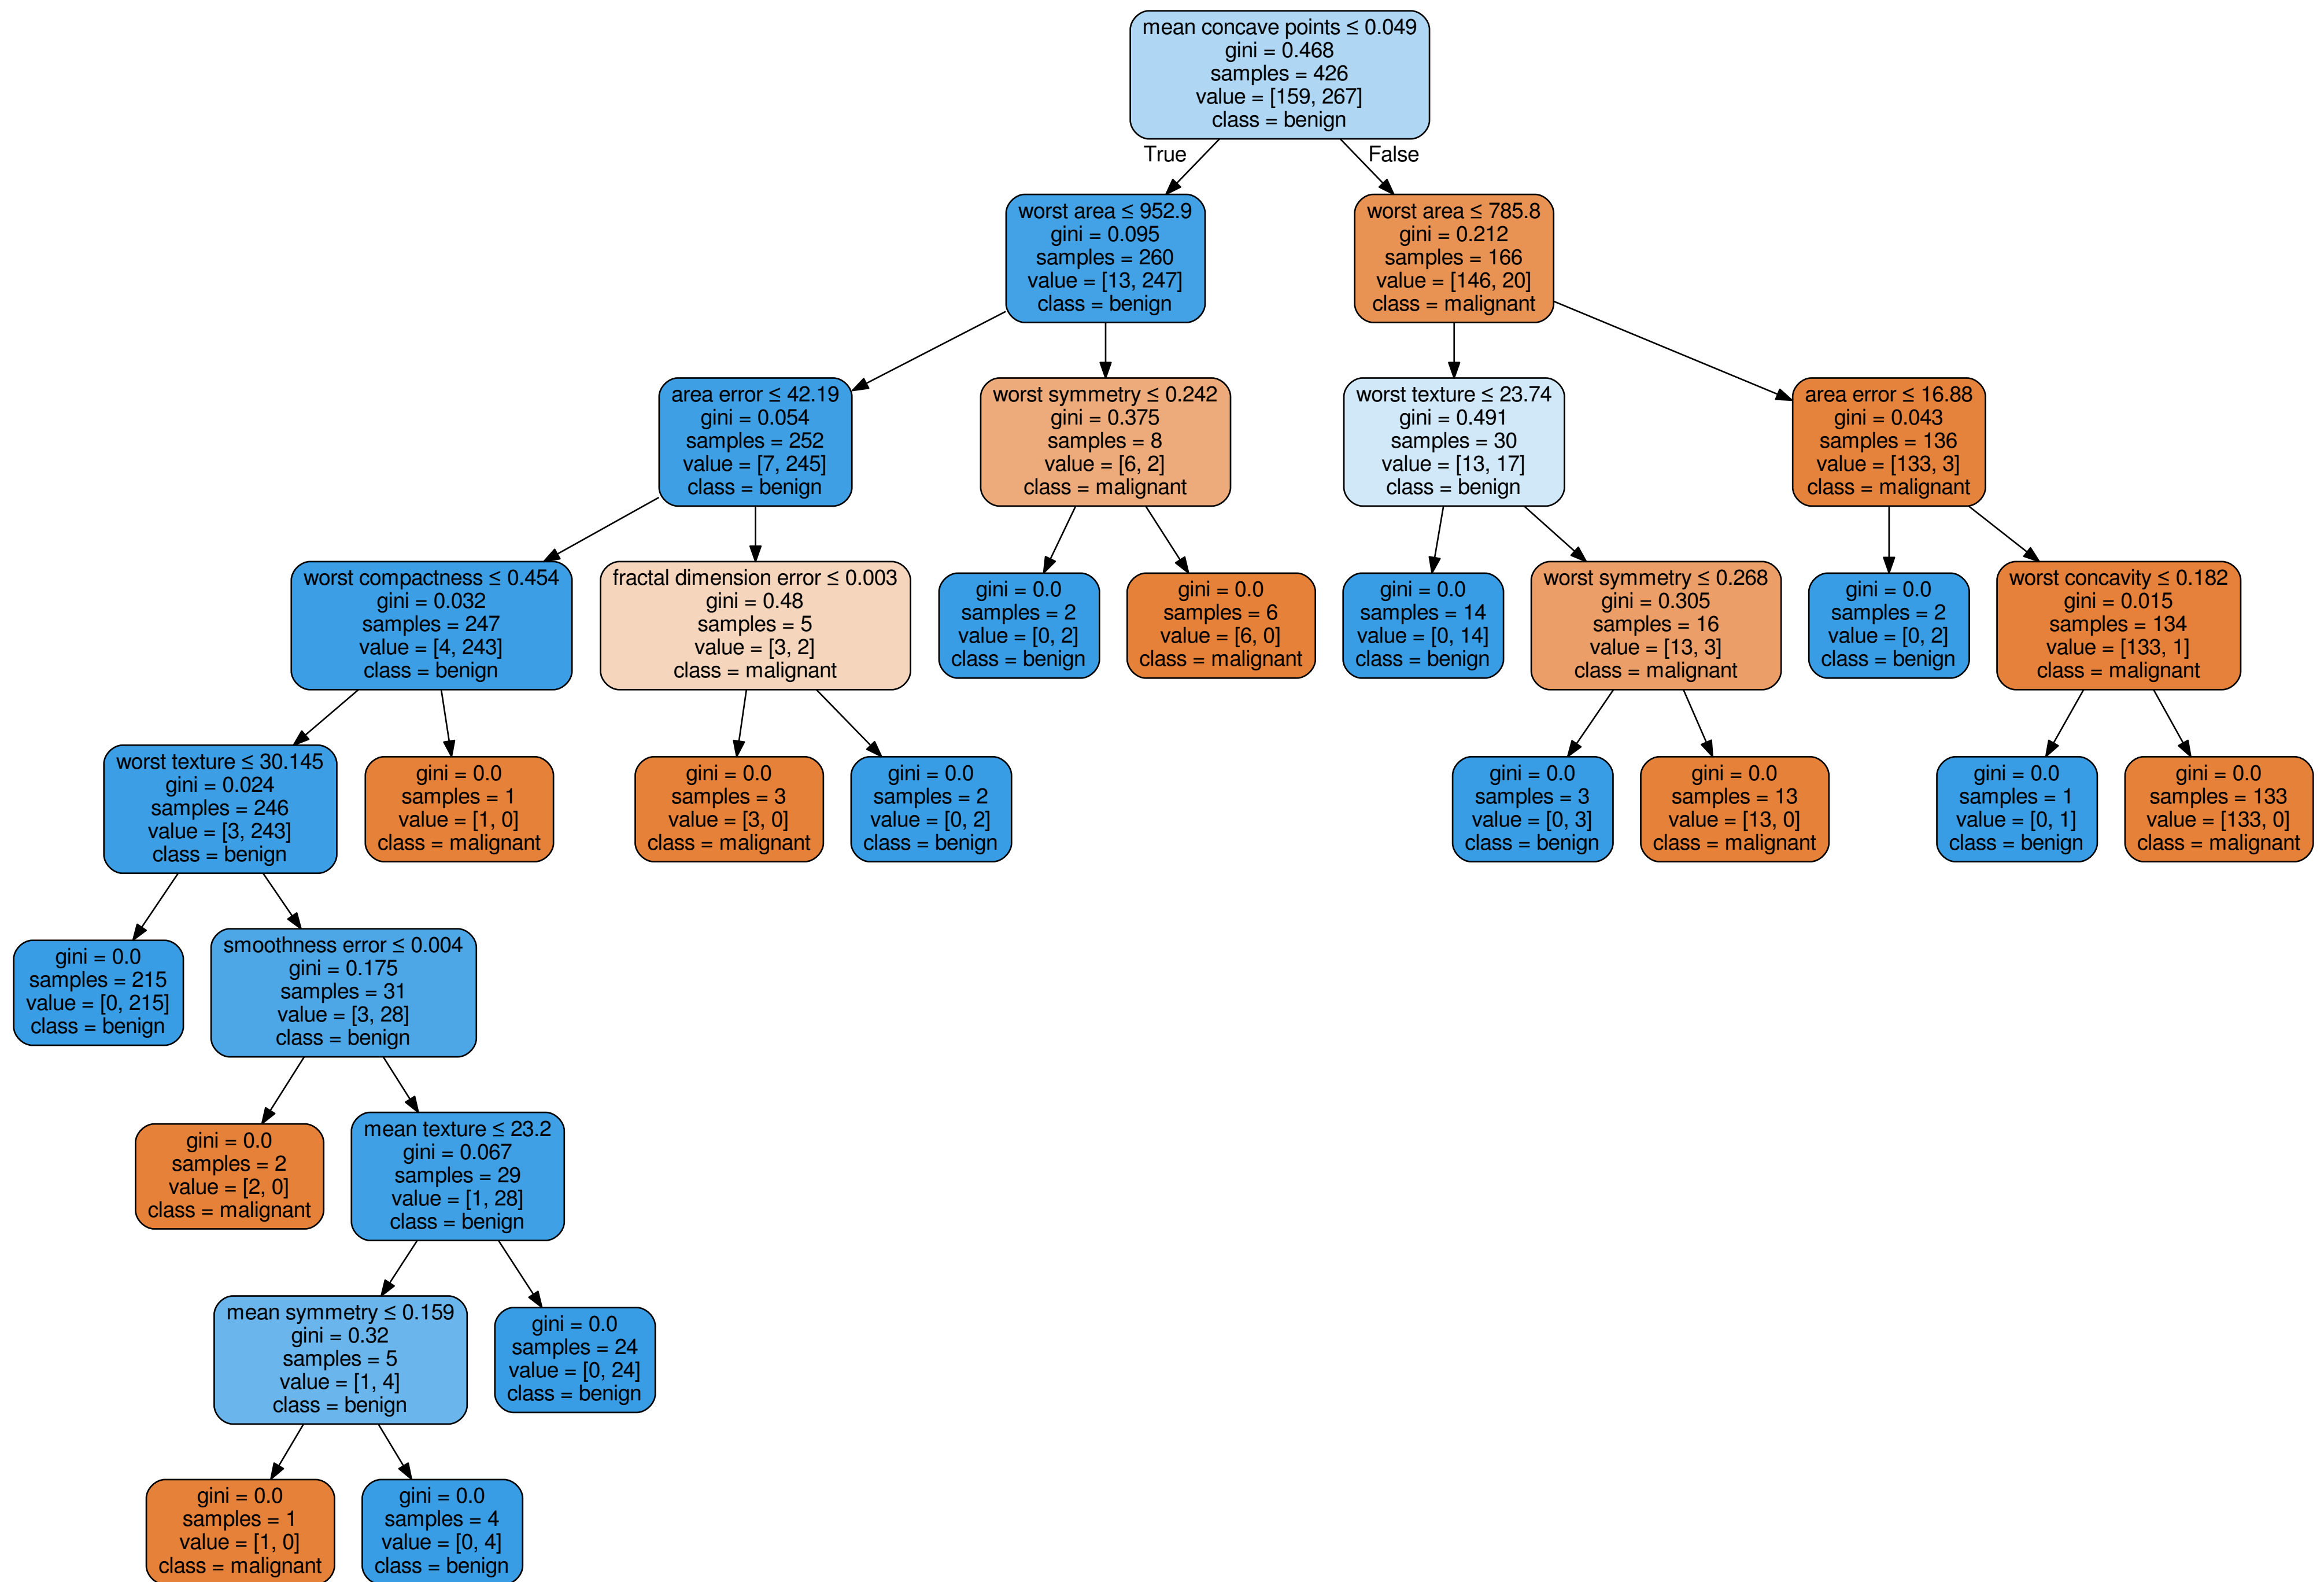 mean concave points ≤ 0.049
gini = 0.468
samples = 426
value = [159, 267]
class = benign
True
False
worst area ≤ 952.9
gini = 0.095
samples = 260
value = [13, 247]
class = benign
worst area ≤ 785.8
gini = 0.212
samples = 166
value = [146, 20]
class = malignant
area error ≤ 42.19
gini = 0.054
samples = 252
value = [7, 245]
class = benign
worst symmetry ≤ 0.242
gini = 0.375
samples = 8
value = [6, 2]
class = malignant
worst texture ≤ 23.74
gini = 0.491
samples = 30
value = [13, 17]
class = benign
area error ≤ 16.88
gini = 0.043
samples = 136
value = [133, 3]
class = malignant
worst compactness ≤ 0.454
gini = 0.032
samples = 247
value = [4, 243]
class = benign
fractal dimension error ≤ 0.003
gini = 0.48
samples = 5
value = [3, 2]
class = malignant
gini = 0.0
samples = 2
value = [0, 2]
class = benign
gini = 0.0
samples = 6
value = [6, 0]
class = malignant
gini = 0.0
samples = 14
value = [0, 14]
class = benign
worst symmetry ≤ 0.268
gini = 0.305
samples = 16
value = [13, 3]
class = malignant
gini = 0.0
samples = 2
value = [0, 2]
class = benign
worst concavity ≤ 0.182
gini = 0.015
samples = 134
value = [133, 1]
class = malignant
worst texture ≤ 30.145
gini = 0.024
samples = 246
value = [3, 243]
class = benign
gini = 0.0
samples = 1
value = [1, 0]
class = malignant
gini = 0.0
samples = 3
value = [3, 0]
class = malignant
gini = 0.0
samples = 2
value = [0, 2]
class = benign
gini = 0.0
samples = 3
value = [0, 3]
class = benign
gini = 0.0
samples = 13
value = [13, 0]
class = malignant
gini = 0.0
samples = 1
value = [0, 1]
class = benign
gini = 0.0
samples = 133
value = [133, 0]
class = malignant
gini = 0.0
samples = 215
value = [0, 215]
class = benign
smoothness error ≤ 0.004
gini = 0.175
samples = 31
value = [3, 28]
class = benign
gini = 0.0
samples = 2
value = [2, 0]
class = malignant
mean texture ≤ 23.2
gini = 0.067
samples = 29
value = [1, 28]
class = benign
mean symmetry ≤ 0.159
gini = 0.32
samples = 5
value = [1, 4]
class = benign
gini = 0.0
samples = 24
value = [0, 24]
class = benign
gini = 0.0
samples = 1
value = [1, 0]
class = malignant
gini = 0.0
samples = 4
value = [0, 4]
class = benign